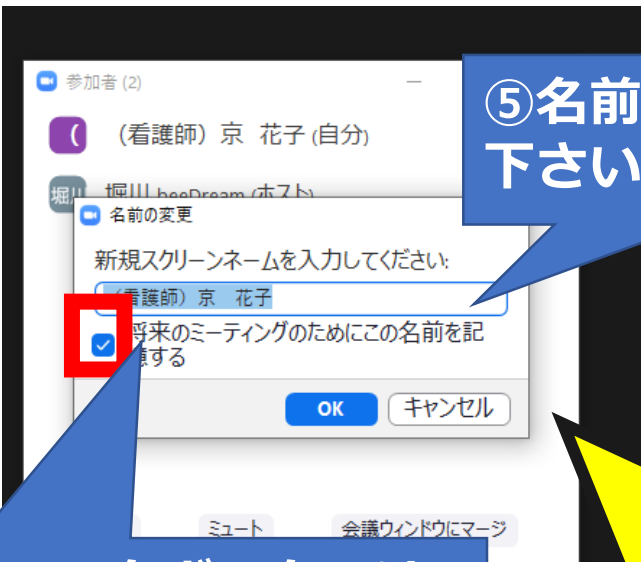 参加者 (2)
⑤名前
下さい
( (看護師)京 花子 (自分)
堀川 堀川 beeDream (ホスト)
名前の変更
新規スクリーンネームを入力してください:
(看護師)京 花子
将来のミーティングのためにこの名前を記
憶する
OK キャンセル
ミュート 会議ウィンドウにマージ